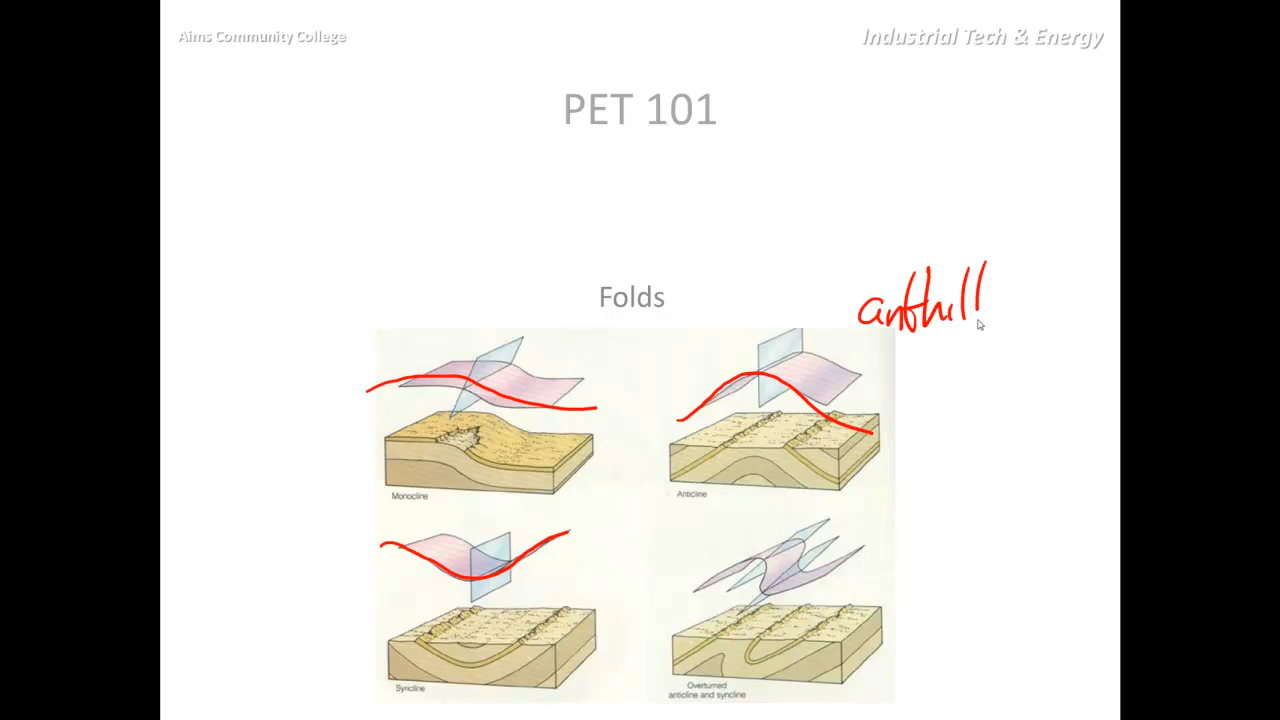 Aims Community College
Industrial Tech & Energy
PET 101
Folds
anthill
Monocline
Anticline
Syncline
Overturned
anticline and syncline